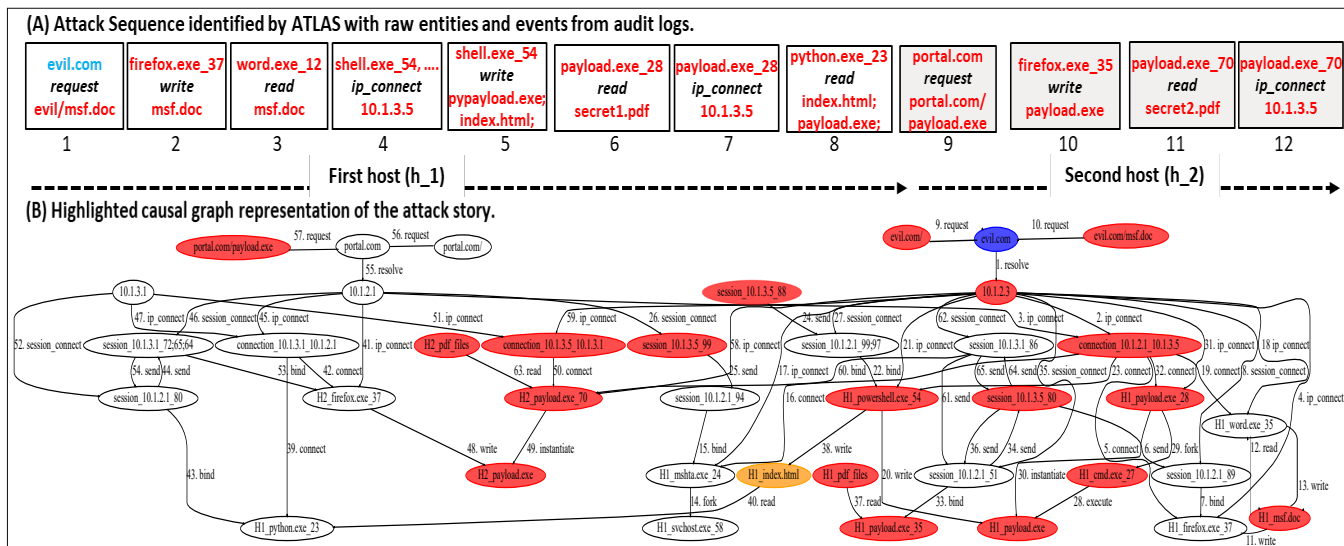 (A) Attack Sequence identified by ATLAS with raw entities and events from audit logs.
evil.com
request
evil/msf.doc
firefox.exe_37
write
msf.doc
word.exe_12
read
msf.doc
shell.exe_54, ....
ip_connect
10.1.3.5
shell.exe_54
write
pypayload.exe;
index.html;
payload.exe_28
read
secret1.pdf
payload.exe_28
ip_connect
10.1.3.5
python.exe_23
read
index.html;
payload.exe;
portal.com
request
portal.com/
payload.exe
firefox.exe_35
write
payload.exe
payload.exe_70
read
secret2.pdf
payload.exe_70
ip_connect
10.1.3.5
1 2 3 4 5 6 7 8 9 10 11 12
First host (h_1)
Second host (h_2)
(B) Highlighted causal graph representation of the attack story.
portal.com/payload.exe
57. request
portal.com
56. request
portal.com/
evil.com/
9. request
evil.com
10. request
evil.com/msf.doc
55. resolve
1. resolve
10.1.3.1
10.1.2.1
session_10.1.3.5_88
10.1.2.3
47. ip_connect
46. session_connect
45. ip_connect
51. ip_connect
26. session_connect
59. ip_connect
24. send
27. session_connect
62. session_connect
3. ip_connect
2. ip_connect
52. session_connect
session_10.1.3.1_72;65;64
connection_10.1.3.1_10.1.2.1
41. ip_connect
H2_pdf_files
connection_10.1.3.5_10.1.3.1
session_10.1.3.5_99
58. ip_connect
session_10.1.2.1_99;97
21. ip_connect
session_10.1.3.1_86
connection_10.1.2.1_10.1.3.5
31. ip_connect
18 ip_connect
54. send
44. send
53. bind
42. connect
63. read
50. connect
25. send
17. ip_connect
60. bind
22. bind
65. send
64. send
35. session_connect
23. connect
32. connect
19. connect
8. session_connect
4. ip_connect
session_10.1.2.1_80
H2_firefox.exe_37
H2_payload.exe_70
session_10.1.2.1_94
16. connect
H1_powershell.exe_54
61. send
session_10.1.3.5_80
H1_payload.exe_28
H1_word.exe_35
39. connect
48. write
49. instantiate
15. bind
38. write
36. send
34. send
5. connect
6. send
29. fork
12. read
43. bind
H2_payload.exe
H1_mshta.exe_24
H1_index.html
H1_pdf_files
20. write
session_10.1.2.1_51
30. instantiate
H1_cmd.exe_27
session_10.1.2.1_89
13. write
14. fork
40. read
37. read
33. bind
28. execute
7. bind
H1_python.exe_23
H1_svchost.exe_58
H1_payload.exe_35
H1_payload.exe
H1_firefox.exe_37
H1_msf.doc
11. write